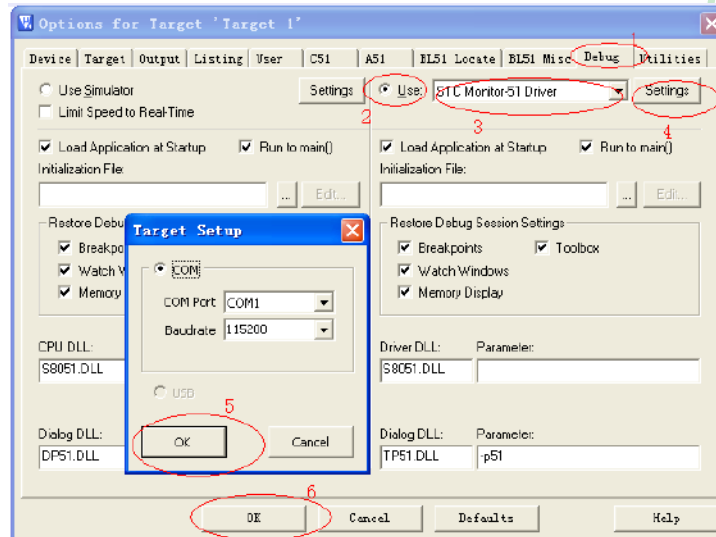 Options for Target 'Target 1'
1
Device Target Output Listing User C51 A51 BL51 Locate BL51 Misc Debug Utilities
Use Simulator Settings Use: STC Monitor-51 Driver Settings
Limit Speed to Real-Time 2 3 4
Load Application at Startup Run to main() Load Application at Startup Run to main()
Initialization File: Initialization File:
... Edit... ... Edit...
Restore Debu Target Setup Restore Debug Session Settings
Breakpo COM Breakpoints Toolbox
Watch W Watch Windows
Memory COM Port COM1 Memory Display
Baudrate 115200
CPU DLL: Driver DLL: Parameter:
S8051.DLL S8051.DLL
USB
5
Dialog DLL: OK Cancel Dialog DLL: Parameter:
DP51.DLL TP51.DLL -p51
6
OK Cancel Defaults Help